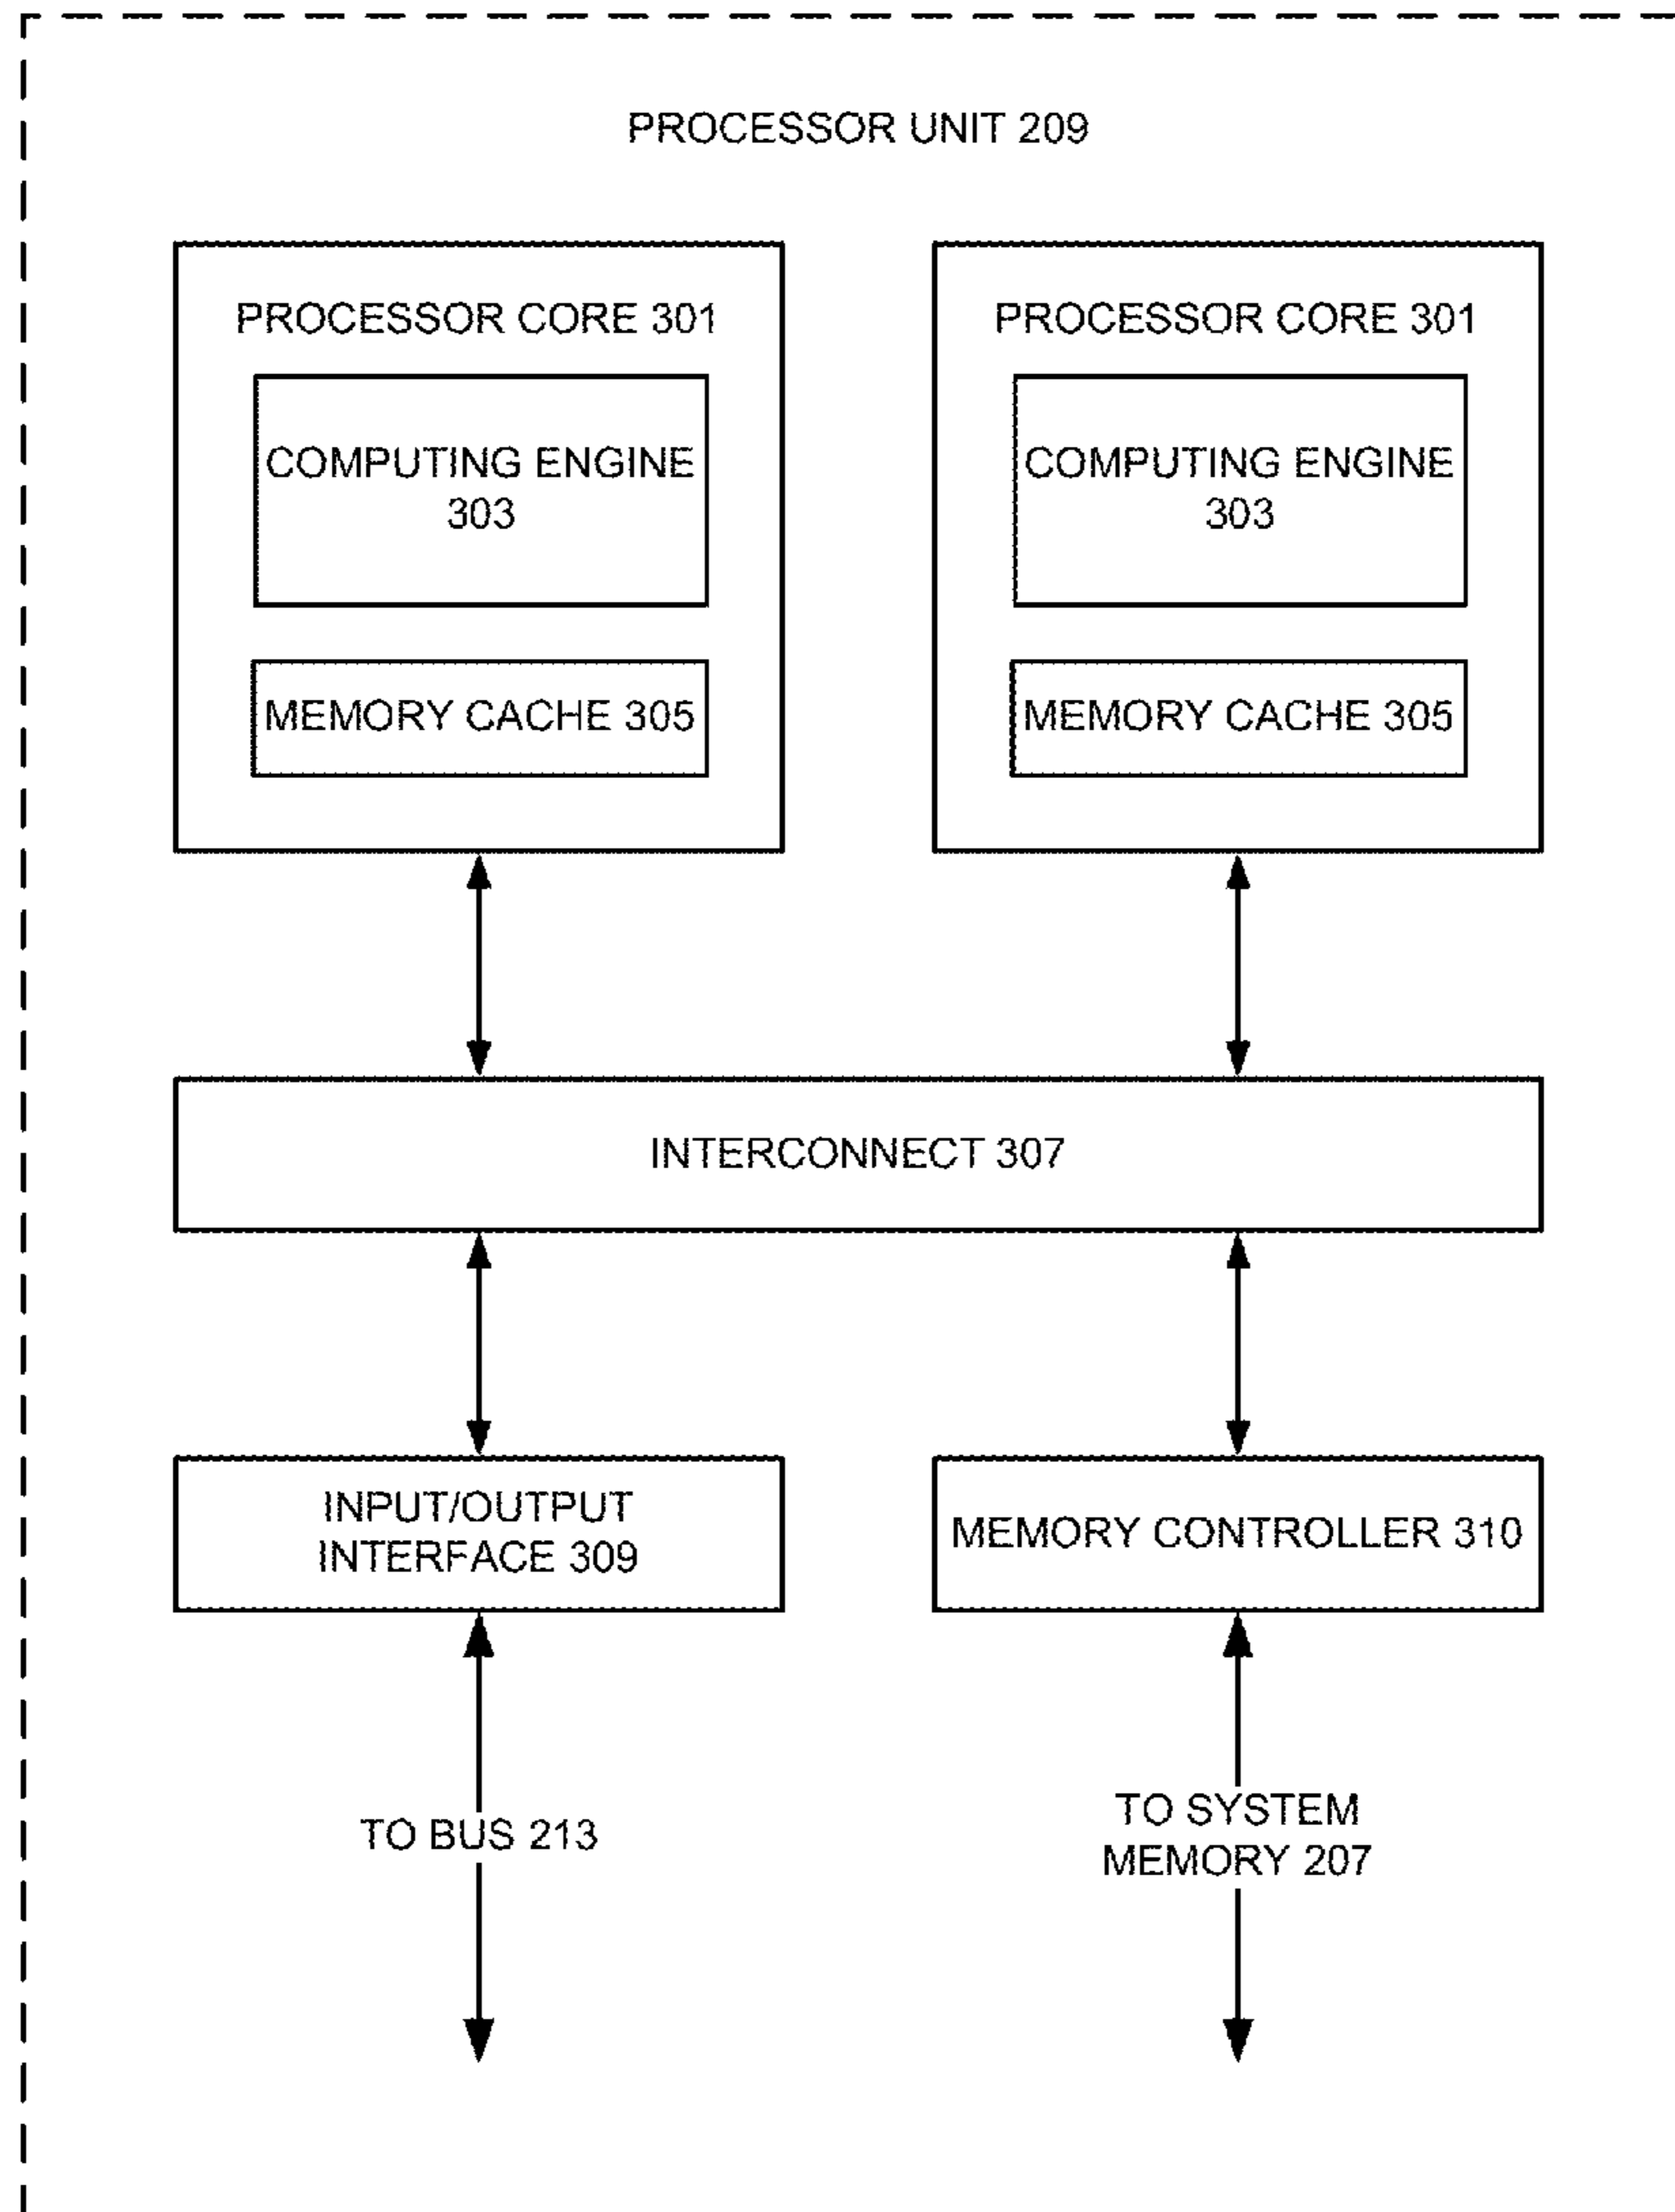 PROCESSOR UNIT 209
PROCESSOR CORE 301
COMPUTING ENGINE
303
MEMORY CACHE 305
PROCESSOR CORE 301
COMPUTING ENGINE
303
MEMORY CACHE 305
INTERCONNECT 307
INPUT/OUTPUT
INTERFACE 309
MEMORY CONTROLLER 310
TO BUS 213
TO SYSTEM
MEMORY 207